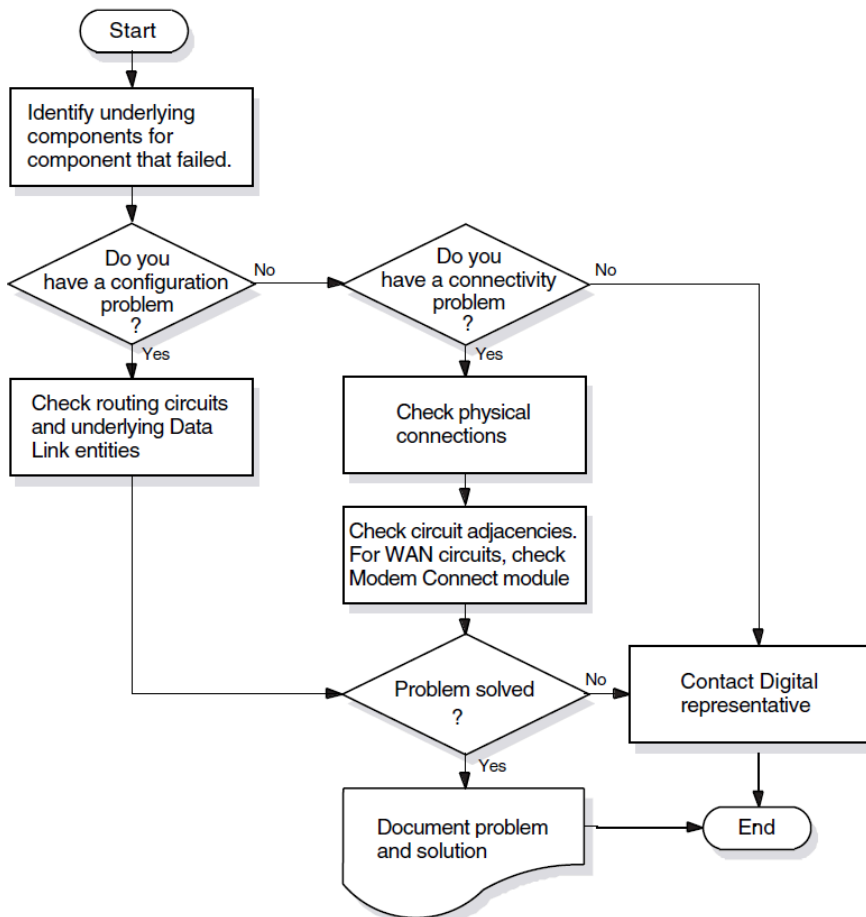 Start
Identify underlying
components for
component that failed.
Do you
have a configuration
problem
?
No
Yes
Do you
have a connectivity
problem
?
No
Yes
Check routing circuits
and underlying Data
Link entities
Check physical
connections
Check circuit adjacencies.
For WAN circuits, check
Modem Connect module
Problem solved
?
No
Yes
Contact Digital
representative
Document problem
and solution
End